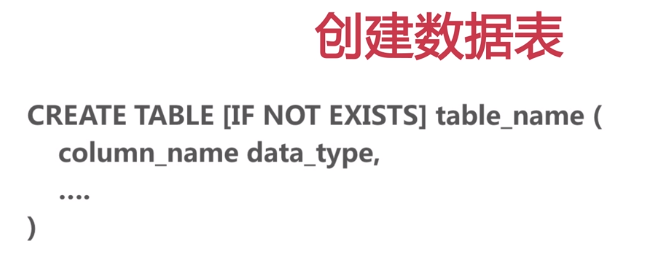 创建数据表
CREATE TABLE [IF NOT EXISTS] table_name (
column_name data_type,
....
)